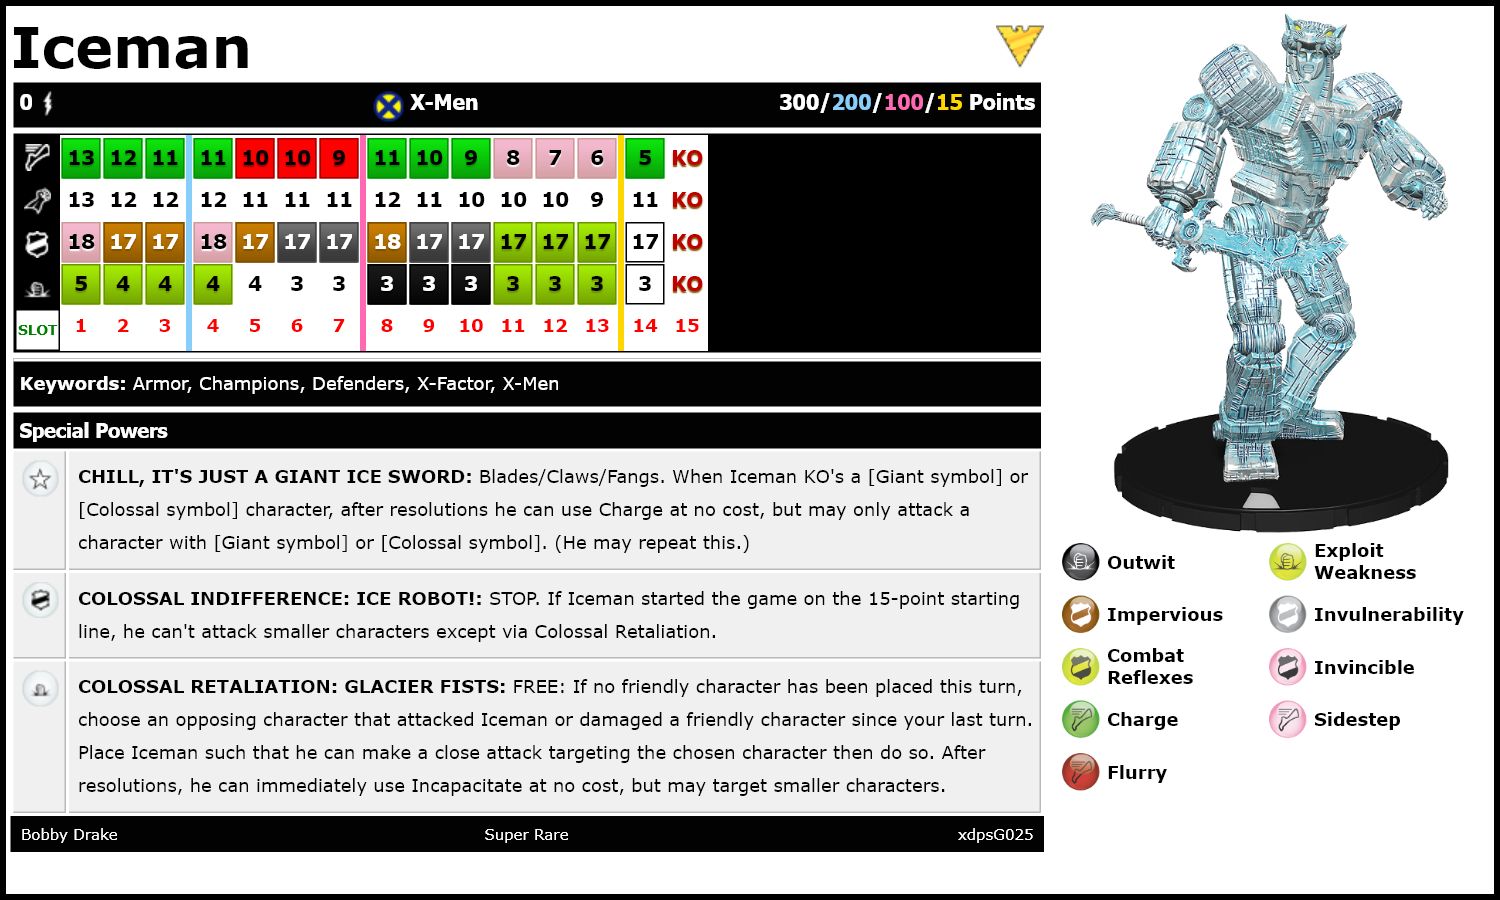 Iceman
0 X-Men 300/200/100/15 Points
13 12 11 11 10 10 9 11 10 9 8 7 6 5 KO
13 12 12 12 11 11 11 12 11 10 10 10 9 11 KO
18 17 17 18 17 17 17 18 17 17 17 17 17 17 KO
5 4 4 4 4 3 3 3 3 3 3 3 3 3 KO
SLOT 1 2 3 4 5 6 7 8 9 10 11 12 13 14 15
Keywords: Armor, Champions, Defenders, X-Factor, X-Men
Special Powers
CHILL, IT'S JUST A GIANT ICE SWORD: Blades/Claws/Fangs. When Iceman KO's a [Giant symbol] or
[Colossal symbol] character, after resolutions he can use Charge at no cost, but may only attack a
character with [Giant symbol] or [Colossal symbol]. (He may repeat this.)
COLOSSAL INDIFFERENCE: ICE ROBOT!: STOP. If Iceman started the game on the 15-point starting
line, he can't attack smaller characters except via Colossal Retaliation.
COLOSSAL RETALIATION: GLACIER FISTS: FREE: If no friendly character has been placed this turn,
choose an opposing character that attacked Iceman or damaged a friendly character since your last turn.
Place Iceman such that he can make a close attack targeting the chosen character then do so. After
resolutions, he can immediately use Incapacitate at no cost, but may target smaller characters.
Bobby Drake Super Rare xdpsG025
Outwit
Exploit
Weakness
Impervious
Invulnerability
Combat
Reflexes
Invincible
Charge
Sidestep
Flurry